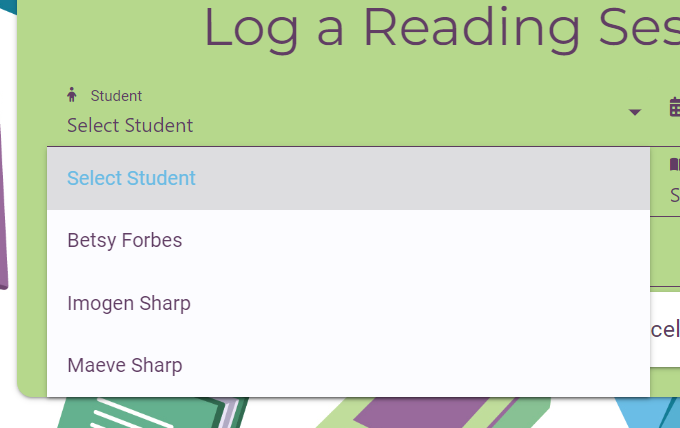 Log a Reading Ses
Student
Select Student
Select Student
Betsy Forbes
Imogen Sharp
Maeve Sharp
S
cel